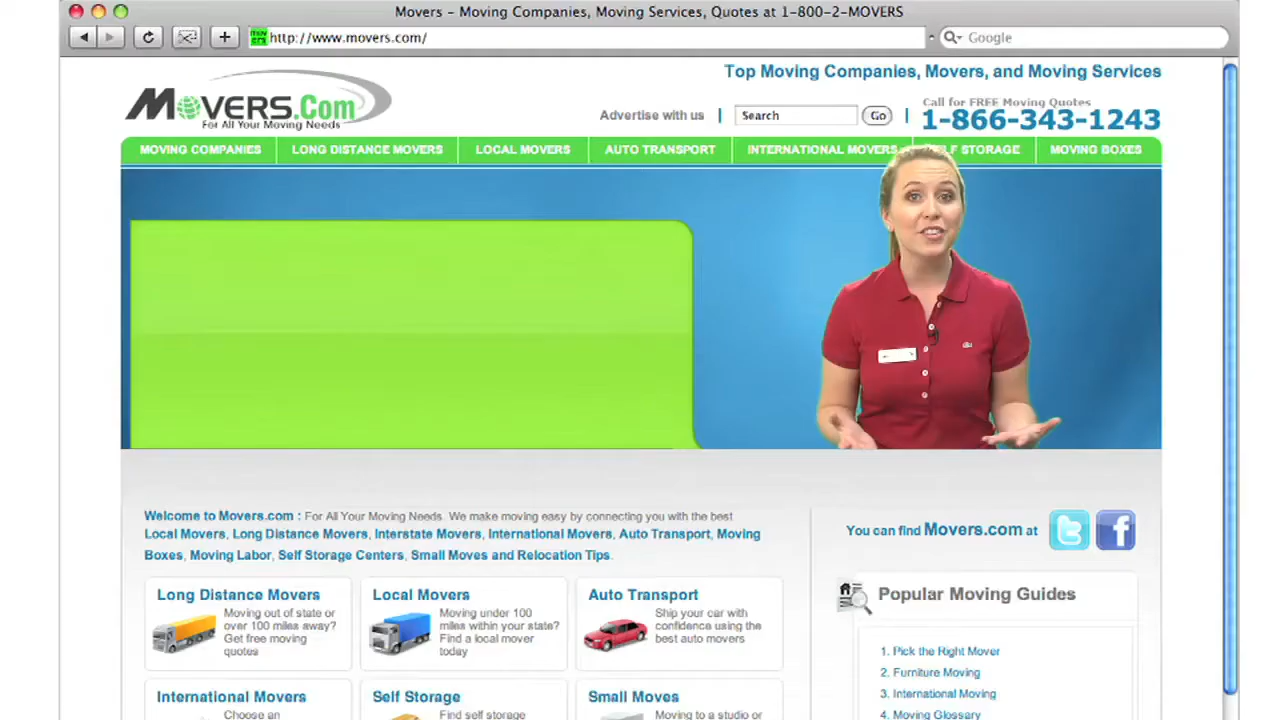 Movers - Moving Companies, Moving Services, Quotes at 1-800-2-MOVERS
http://www.movers.com/
Google
Top Moving Companies, Movers, and Moving Services
MOVERS.Com
For All Your Moving Needs
Advertise with us
Search
Go
Call for FREE Moving Quotes
1-866-343-1243
MOVING COMPANIES
LONG DISTANCE MOVERS
LOCAL MOVERS
AUTO TRANSPORT
INTERNATIONAL MOVERS
STORAGE
MOVING BOXES
Welcome to Movers.com : For All Your Moving Needs. We make moving easy by connecting you with the best
Local Movers, Long Distance Movers, Interstate Movers, International Movers, Auto Transport, Moving
Boxes, Moving Labor, Self Storage Centers, Small Moves and Relocation Tips.
You can find Movers.com at
Long Distance Movers
Moving out of state or
over 100 miles away?
Get free moving
quotes
Local Movers
Moving under 100
miles within your state?
Find a local mover
today
Auto Transport
Ship your car with
confidence using the
best auto movers
Popular Moving Guides
1. Pick the Right Mover
2. Furniture Moving
3. International Moving
4. Moving Glossary
International Movers
Choose an
Self Storage
Find self storage
Small Moves
Moving to a studio or